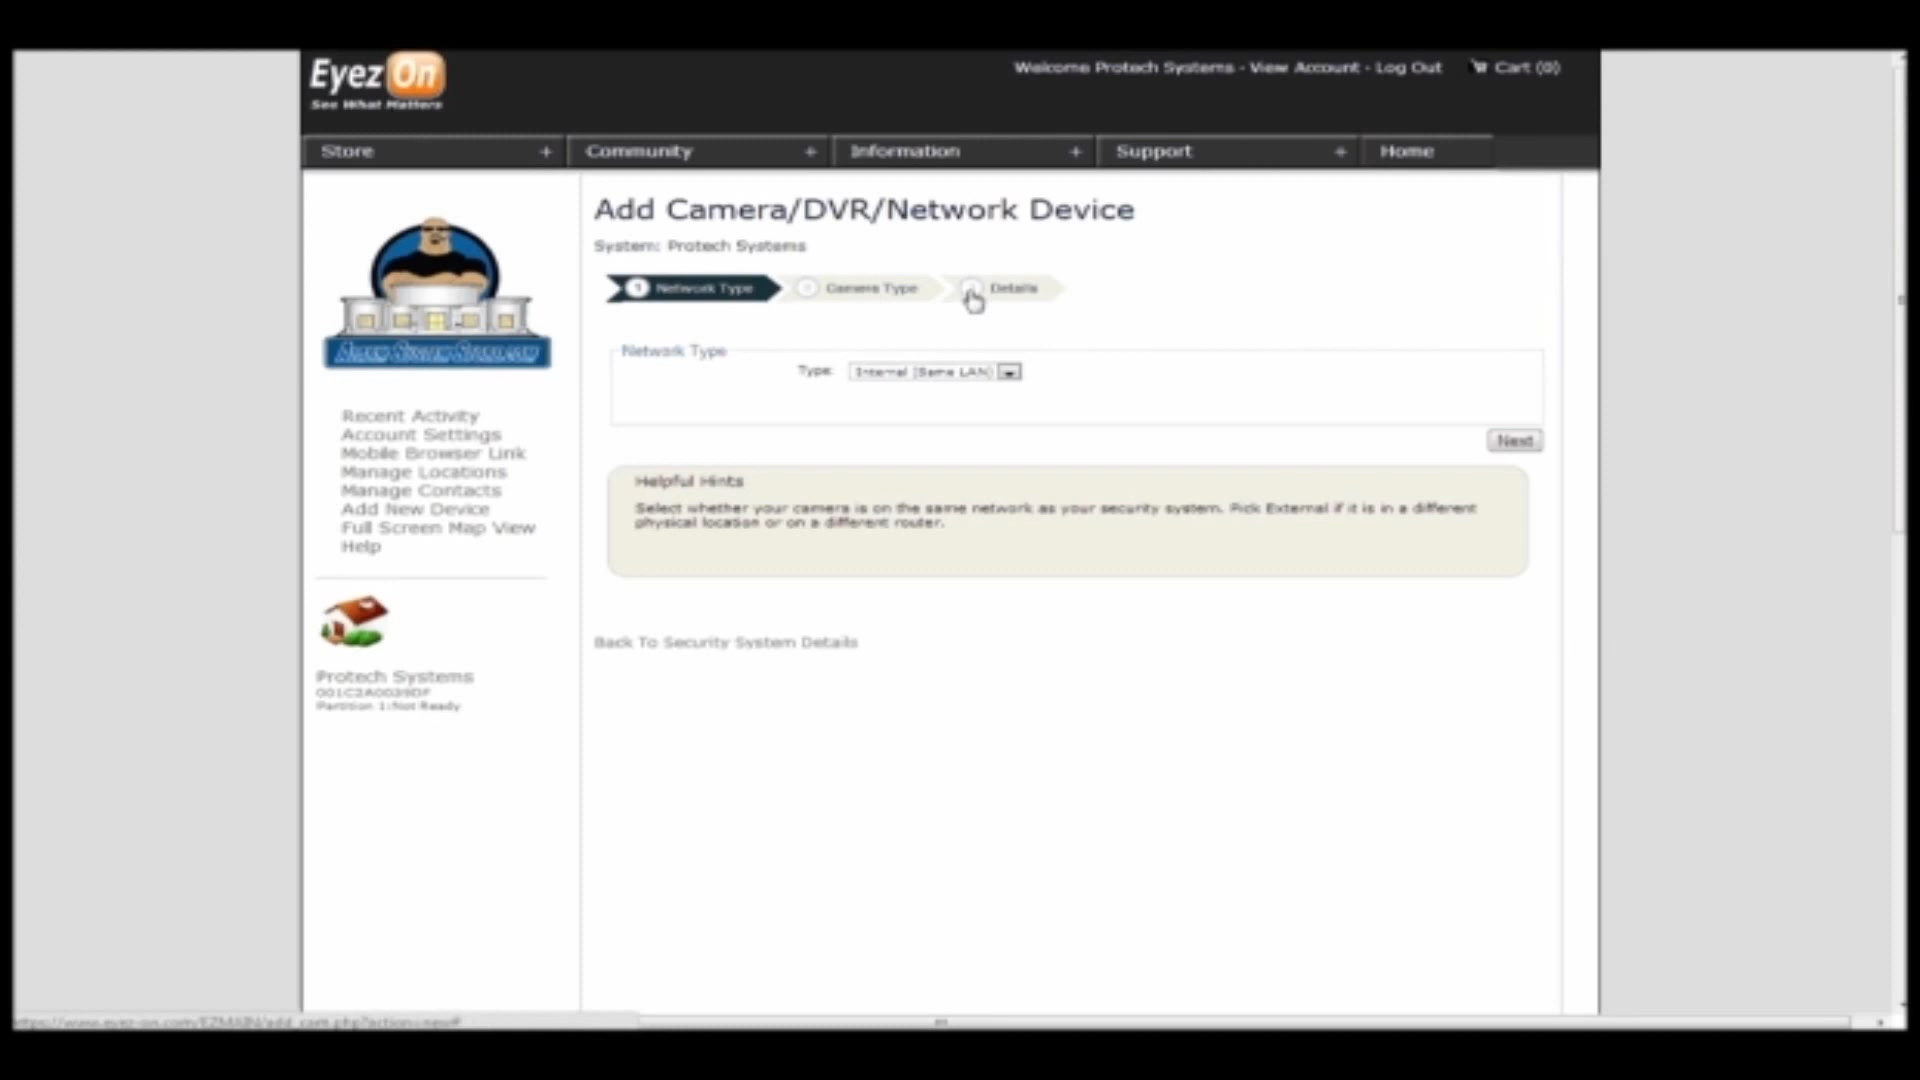 Eyez On
See What Matters
Welcome Protech Systems - View Account - Log Out Cart (0)
Store + Community + Information + Support + Home
Add Camera/DVR/Network Device
System: Protech Systems
1 Network Type Camera Type Details
Network Type
Type: Internal (Same LAN)
Next
Helpful Hints
Select whether your camera is on the same network as your security system. Pick External if it is in a different
physical location or on a different router.
Back To Security System Details
Recent Activity
Account Settings
Mobile Browser Link
Manage Locations
Manage Contacts
Add New Device
Full Screen Map View
Help
Protech Systems
Partition 1:Not Ready